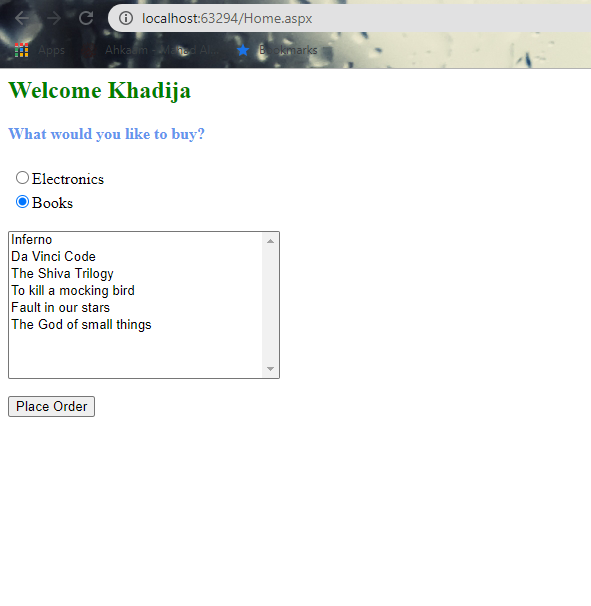 localhost:63294/Home.aspx
Apps
Bookmarks
Welcome Khadija
What would you like to buy?
Electronics
Books
Inferno
Da Vinci Code
The Shiva Trilogy
To kill a mocking bird
Fault in our stars
The God of small things
Place Order